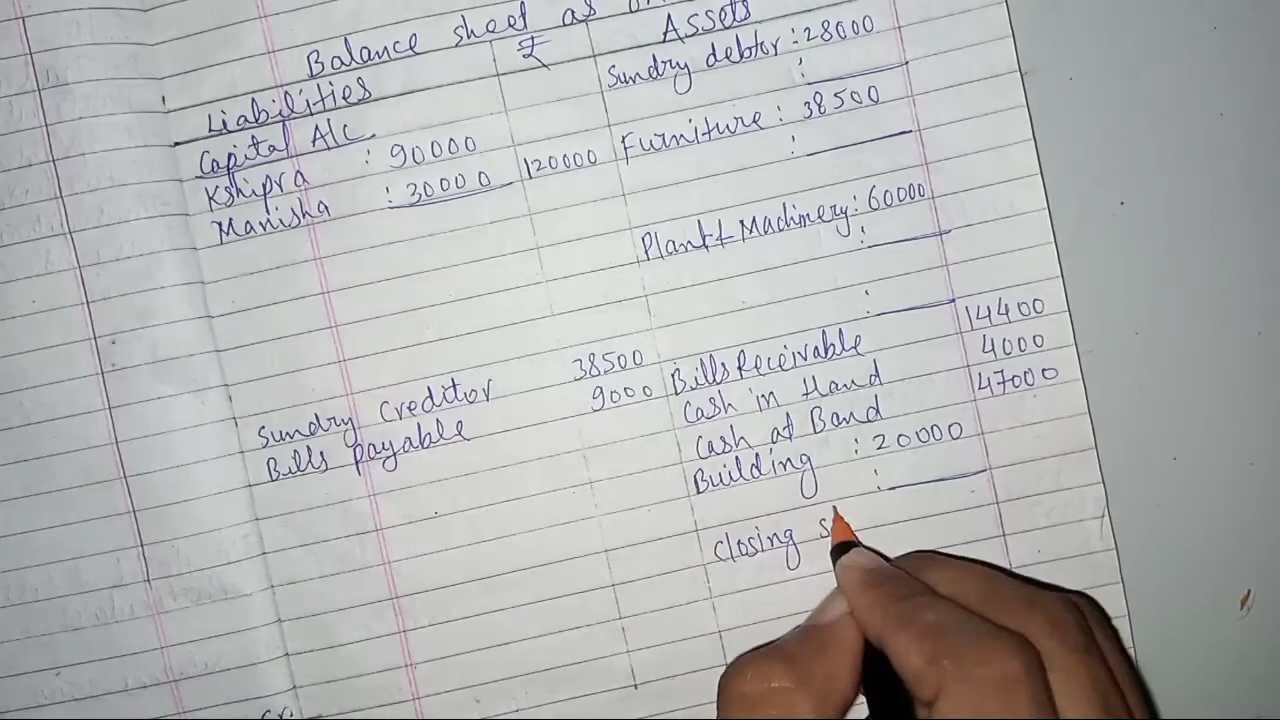 Balance sheet as
Liabilities ₹ Assets
Capital A/c.
Kshipra : 90000
Manisha : 30000 120000
Sundry debtor : 28000
:
Furniture : 38500
:
Plant + Machinery : 60000
:
:
Sundry Creditor 38500
Bills payable 9000
Bills Receivable 14400
Cash in Hand 4000
Cash at Band 47000
Building : 20000
:
Closing S